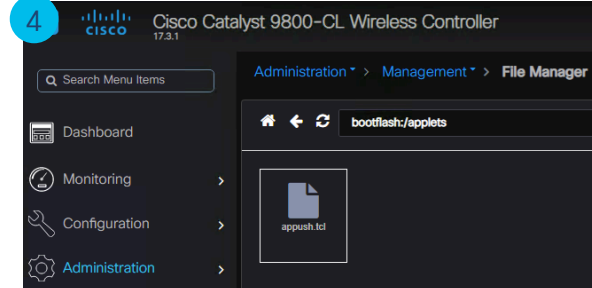 4
CISCO
Cisco Catalyst 9800-CL Wireless Controller
17.3.1
Search Menu Items
Administration > Management > File Manager
bootflash:/applets
Dashboard
Monitoring
appush.tcl
Configuration
Administration